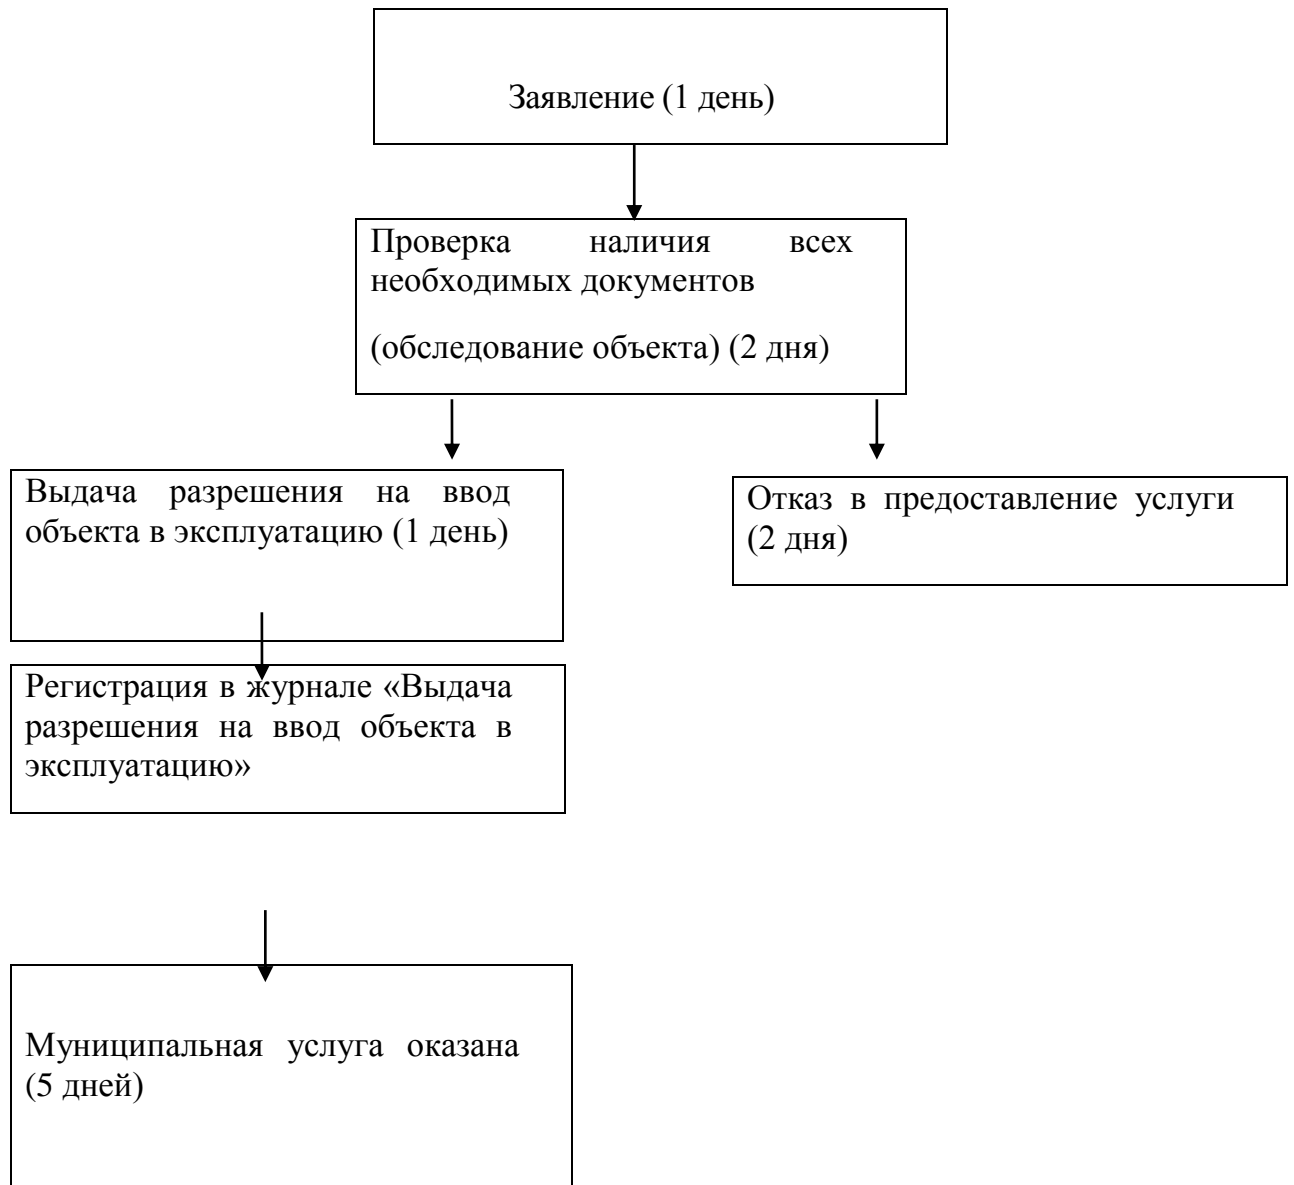 Заявление (1 день)
Проверка наличия всех
необходимых документов
(обследование объекта) (2 дня)
Выдача разрешения на ввод
объекта в эксплуатацию (1 день)
Отказ в предоставление услуги
(2 дня)
Регистрация в журнале «Выдача
разрешения на ввод объекта в
эксплуатацию»
Муниципальная услуга оказана
(5 дней)